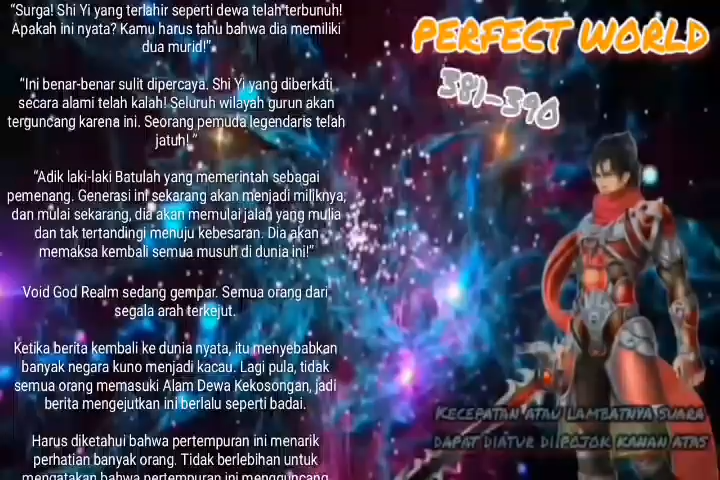 “Surga! Shi Yi yang terlahir seperti dewa telah terbunuh!
Apakah ini nyata? Kamu harus tahu bahwa dia memiliki
dua murid!”
“Ini benar-benar sulit dipercaya. Shi Yi yang diberkati
secara alami telah kalah! Seluruh wilayah gurun akan
terguncang karena ini. Seorang pemuda legendaris telah
jatuh! ”
“Adik laki-laki Batulah yang memerintah sebagai
pemenang. Generasi ini sekarang akan menjadi miliknya,
dan mulai sekarang, dia akan memulai jalan yang mulia
dan tak tertandingi menuju kebesaran. Dia akan
memaksa kembali semua musuh di dunia ini!”
Void God Realm sedang gempar. Semua orang dari
segala arah terkejut.
Ketika berita kembali ke dunia nyata, itu menyebabkan
banyak negara kuno menjadi kacau. Lagi pula, tidak
semua orang memasuki Alam Dewa Kekosongan, jadi
berita mengejutkan ini berlalu seperti badai.
Harus diketahui bahwa pertempuran ini menarik
perhatian banyak orang. Tidak berlebihan untuk
mengatakan bahwa pertempuran ini mengguncang
PERFECT WORLD
381-390
KECEPATAN ATAU LAMBATNYA SUARA
DAPAT DIATUR DI POJOK KANAN ATAS